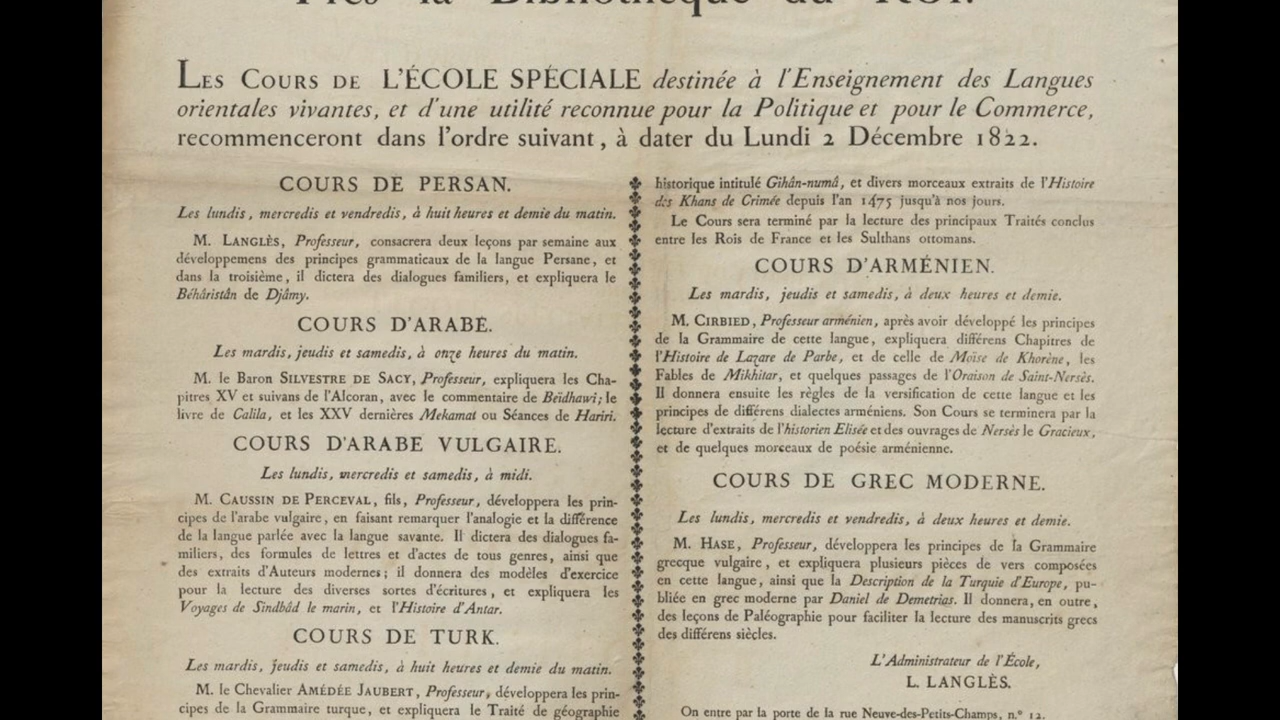 Près la Bibliothèque du ROI.
LES COURS DE L'ÉCOLE SPÉCIALE destinée à l'Enseignement des Langues
orientales vivantes, et d'une utilité reconnue pour la Politique et pour le Commerce,
recommenceront dans l'ordre suivant, à dater du Lundi 2 Décembre 1822.
COURS DE PERSAN.
Les lundis, mercredis et vendredis, à huit heures et demie du matin.
M. LANGLÈS, Professeur, consacrera deux leçons par semaine aux
développemens des principes grammaticaux de la langue Persane, et
dans la troisième, il dictera des dialogues familiers, et expliquera le
Béhâristân de Djâmy.
COURS D'ARABE.
Les mardis, jeudis et samedis, à onze heures du matin.
M. le Baron SILVESTRE DE SACY, Professeur, expliquera les Cha-
pitres XV et suivans de l'Alcoran, avec le commentaire de Beïdhawi; le
livre de Calila, et les XXV dernières Mekamat ou Séances de Hariri.
COURS D'ARABE VULGAIRE.
Les lundis, mercredis et samedis, à midi.
M. CAUSSIN DE PERCEVAL, fils, Professeur, développera les prin-
cipes de l'arabe vulgaire, en faisant remarquer l'analogie et la différence
de la langue parlée avec la langue savante. Il dictera des dialogues fa-
miliers, des formules de lettres et d'actes de tous genres, ainsi que
des extraits d'Auteurs modernes; il donnera des modèles d'exercice
pour la lecture des diverses sortes d'écritures, et expliquera les
Voyages de Sindbâd le marin, et l'Histoire d'Antar.
COURS DE TURK.
Les mardis, jeudis et samedis, à huit heures et demie du matin.
M. le Chevalier AMÉDÉE JAUBERT, Professeur, développera les prin-
cipes de la Grammaire turque, et expliquera le Traité de géographie
historique intitulé Gihân-numâ, et divers morceaux extraits de l'Histoire
des Khans de Crimée depuis l'an 1475 jusqu'à nos jours.
Le Cours sera terminé par la lecture des principaux Traités conclus
entre les Rois de France et les Sulthans ottomans.
COURS D'ARMÉNIEN.
Les mardis, jeudis et samedis, à deux heures et demie.
M. CIRBIED, Professeur arménien, après avoir développé les principes
de la Grammaire de cette langue, expliquera différens Chapitres de
l'Histoire de Lazare de Parbe, et de celle de Moïse de Khorène, les
Fables de Mikhitar, et quelques passages de l'Oraison de Saint-Nersès.
Il donnera ensuite les règles de la versification de cette langue et les
principes de différens dialectes arméniens. Son Cours se terminera par la
lecture d'extraits de l'historien Elisée et des ouvrages de Nersès le Gracieux,
et de quelques morceaux de poésie arménienne.
COURS DE GREC MODERNE.
Les lundis, mercredis et vendredis, à deux heures et demie.
M. HASE, Professeur, développera les principes de la Grammaire
grecque vulgaire, et expliquera plusieurs pièces de vers composées
en cette langue, ainsi que la Description de la Turquie d'Europe, pu-
bliée en grec moderne par Daniel de Demetrias. Il donnera, en outre,
des leçons de Paléographie pour faciliter la lecture des manuscrits grecs
des différens siècles.
L'Administrateur de l'École,
L. LANGLÈS.
On entre par la porte de la rue Neuve-des-Petits-Champs, n.º 12.